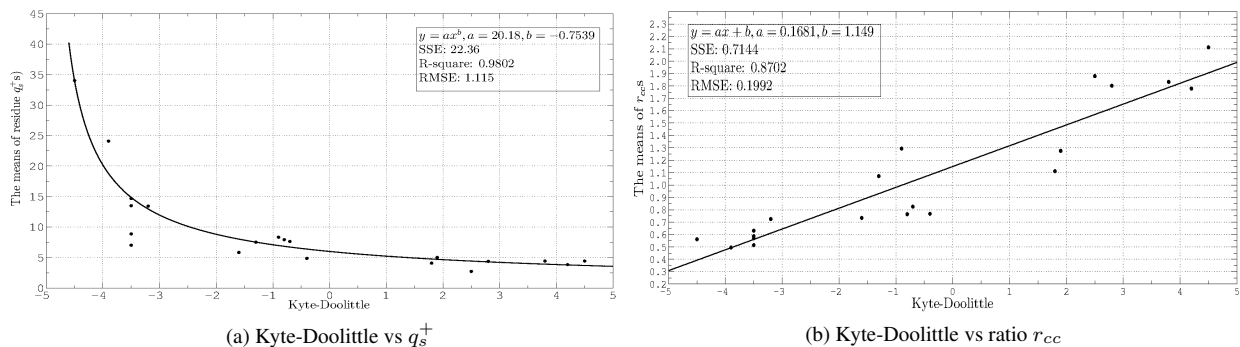 The means of residue q_s^+s)
45
40
35
30
25
20
15
10
5
0
y = ax^b, a = 20.18, b = −0.7539
SSE: 22.36
R-square: 0.9802
RMSE: 1.115
−5 −4 −3 −2 −1 0 1 2 3 4 5
Kyte-Doolittle
(a) Kyte-Doolittle vs q_s^+
The means of r_{cc}s
2.3
2.2
2.1
2.0
1.9
1.8
1.7
1.6
1.5
1.4
1.3
1.2
1.1
1.0
0.9
0.8
0.7
0.6
0.5
0.4
0.3
0.2
y = ax + b, a = 0.1681, b = 1.149
SSE: 0.7144
R-square: 0.8702
RMSE: 0.1992
−5 −4 −3 −2 −1 0 1 2 3 4 5
Kyte-Doolittle
(b) Kyte-Doolittle vs ratio r_{cc}